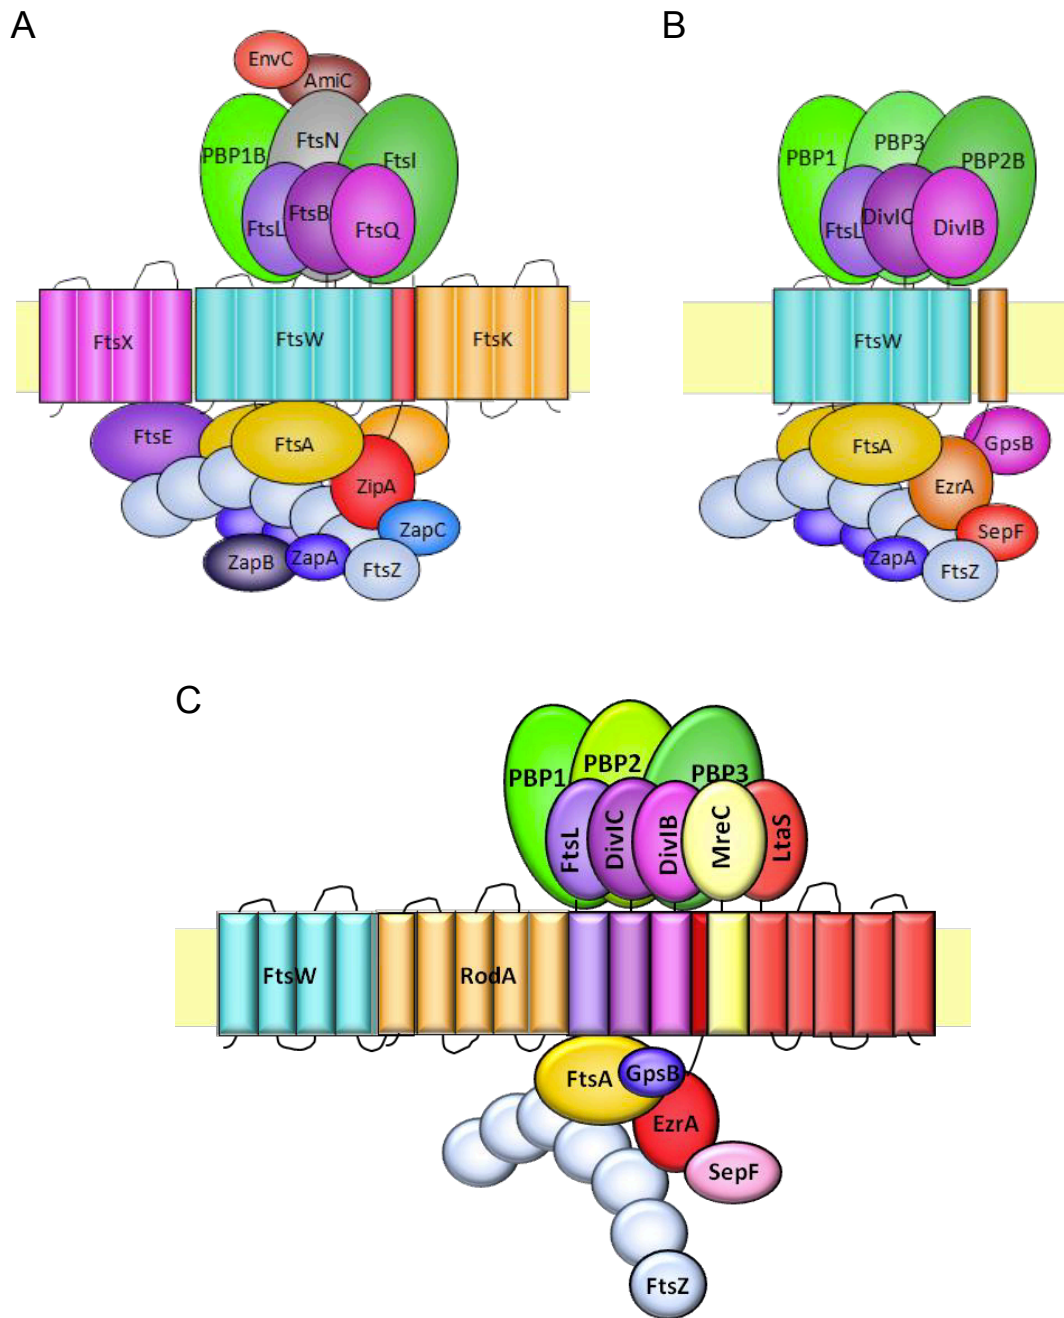 A
EnvC
AmiC
PBP1B
FtsN
FtsI
FtsL
FtsB
FtsQ
FtsX
FtsW
FtsK
FtsE
FtsA
ZipA
ZapC
ZapB
ZapA
FtsZ
B
PBP1
PBP3
PBP2B
FtsL
DivIC
DivIB
FtsW
FtsA
GpsB
EzrA
SepF
ZapA
FtsZ
C
PBP1
PBP2
PBP3
FtsL
DivIC
DivIB
MreC
LtaS
FtsW
RodA
FtsA
GpsB
EzrA
SepF
FtsZ